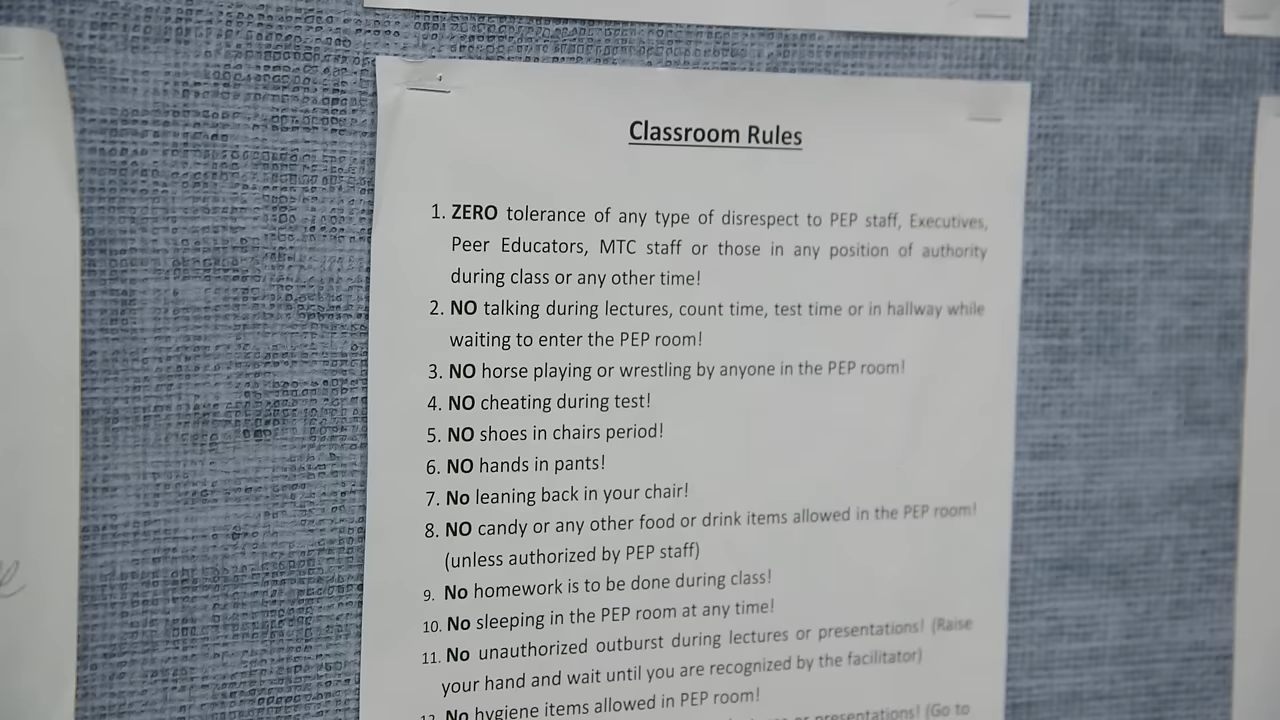 Classroom Rules
1. ZERO tolerance of any type of disrespect to PEP staff, Executives,
Peer Educators, MTC staff or those in any position of authority
during class or any other time!
2. NO talking during lectures, count time, test time or in hallway while
waiting to enter the PEP room!
3. NO horse playing or wrestling by anyone in the PEP room!
4. NO cheating during test!
5. NO shoes in chairs period!
6. NO hands in pants!
7. No leaning back in your chair!
8. NO candy or any other food or drink items allowed in the PEP room!
(unless authorized by PEP staff)
9. No homework is to be done during class!
10. No sleeping in the PEP room at any time!
11. No unauthorized outburst during lectures or presentations! (Raise
your hand and wait until you are recognized by the facilitator)
12. No hygiene items allowed in PEP room!
or presentations! (Go to